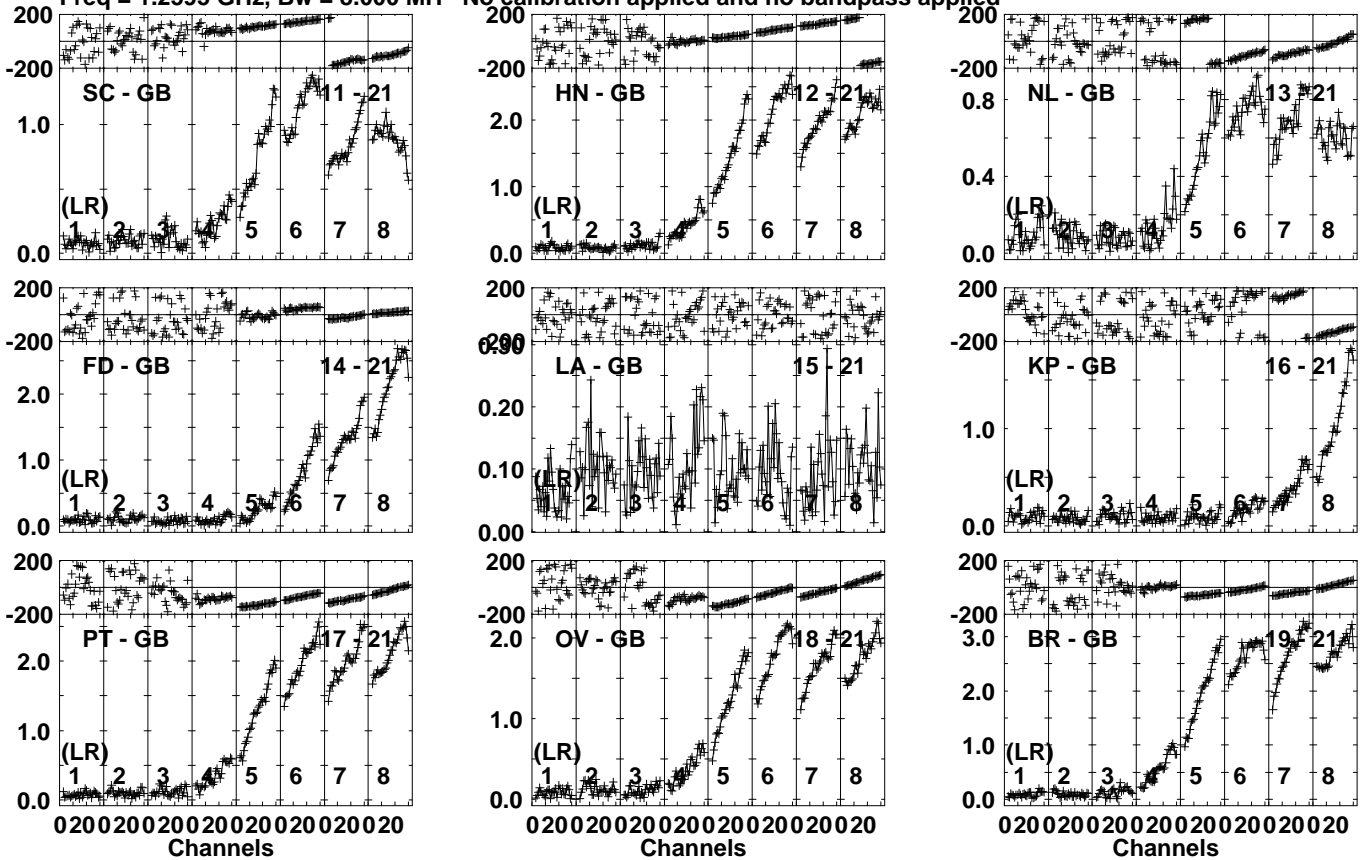 Freq = 1.2595 GHz, Bw = 8.000 MH No calibration applied and no bandpass applied
200 200 200
-200 -200 -200
SC - GB 11 - 21 HN - GB 12 - 21 NL - GB 13 - 21
1.0 2.0 0.8
1.0 0.4
(LR) (LR) (LR)
1 2 3 4 5 6 7 8 1 2 3 4 5 6 7 8 1 2 3 4 5 6 7 8
0.0 0.0 0.0
200 200 200
-200 -200 -200
0.30
FD - GB 14 - 21 LA - GB 15 - 21 KP - GB 16 - 21
2.0 0.20 1.0
1.0 0.10
(LR) (LR) (LR)
1 2 3 4 5 6 7 8 1 2 3 4 5 6 7 8 1 2 3 4 5 6 7 8
0.0 0.00 0.0
200 200 200
-200 -200 -200
PT - GB 17 - 21 OV - GB 18 - 21 BR - GB 19 - 21
2.0 2.0 3.0
1.0 1.0 2.0
1.0
(LR) (LR) (LR)
1 2 3 4 5 6 7 8 1 2 3 4 5 6 7 8 1 2 3 4 5 6 7 8
0.0 0.0 0.0
0 20 0 20 0 20 0 20 0 20 0 20 0 20 0 20 0 20 0 20 0 20 0 20 0 20 0 20 0 20 0 20 0 20 0 20 0 20 0 20 0 20 0 20 0 20 0 20
Channels Channels Channels